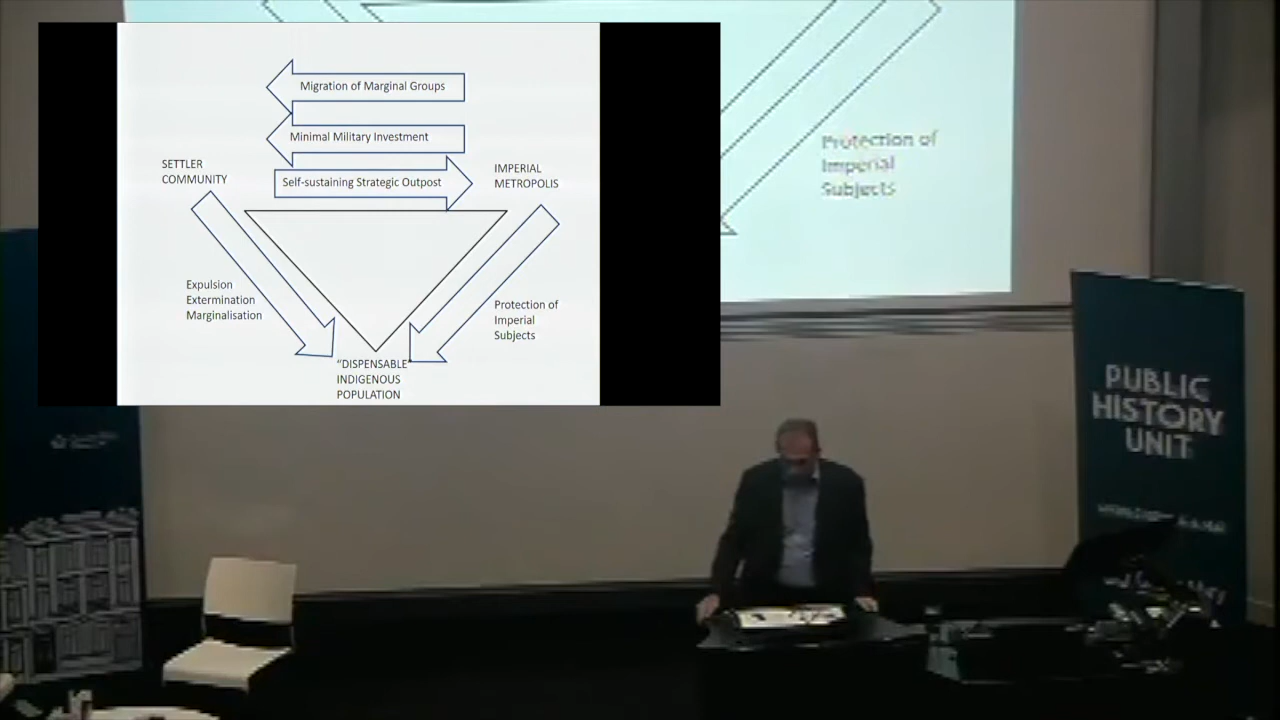 Migration of Marginal Groups
Minimal Military Investment
SETTLER
COMMUNITY
Self-sustaining Strategic Outpost
IMPERIAL
METROPOLIS
Expulsion
Extermination
Marginalisation
Protection of
Imperial
Subjects
"DISPENSABLE"
INDIGENOUS
POPULATION
Protection of
Imperial
Subjects
PUBLIC
HISTORY
UNIT